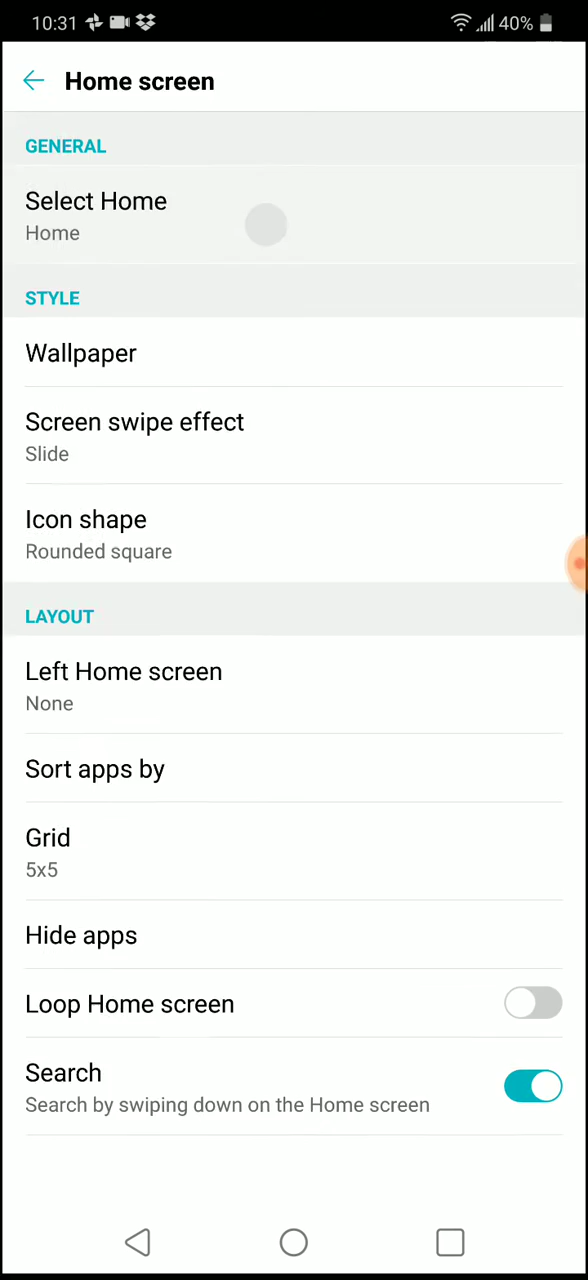 10:31 40%
Home screen
GENERAL
Select Home
Home
STYLE
Wallpaper
Screen swipe effect
Slide
Icon shape
Rounded square
LAYOUT
Left Home screen
None
Sort apps by
Grid
5x5
Hide apps
Loop Home screen
Search
Search by swiping down on the Home screen